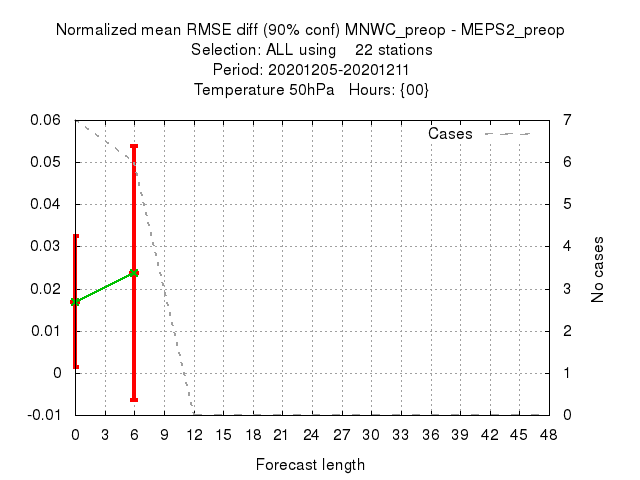 Normalized mean RMSE diff (90% conf) MNWC_preop - MEPS2_preop
Selection: ALL using 22 stations
Period: 20201205-20201211
Temperature 50hPa Hours: {00}
Cases
0.06
0.05
0.04
0.03
0.02
0.01
0
-0.01
7
6
5
4
3
2
1
0
No cases
0 3 6 9 12 15 18 21 24 27 30 33 36 39 42 45 48
Forecast length